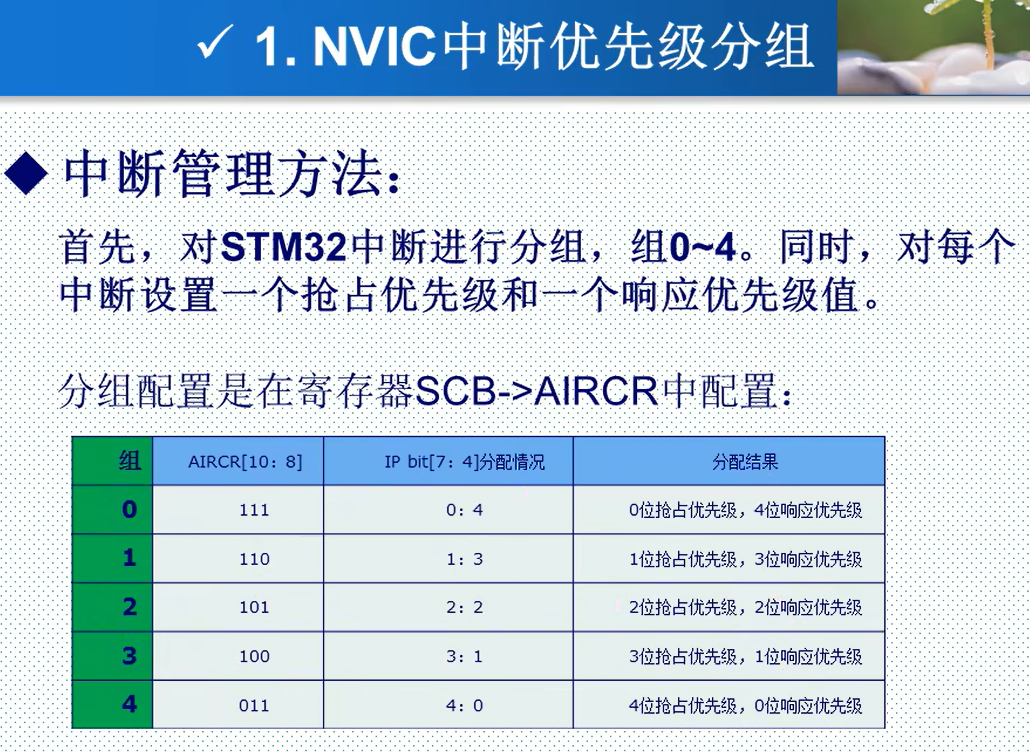 ✓ 1. NVIC中断优先级分组
◆ 中断管理方法：
首先，对STM32中断进行分组，组0~4。同时，对每个
中断设置一个抢占优先级和一个响应优先级值。
分组配置是在寄存器SCB->AIRCR中配置：
组 AIRCR[10：8] IP bit[7：4]分配情况 分配结果
0 111 0：4 0位抢占优先级，4位响应优先级
1 110 1：3 1位抢占优先级，3位响应优先级
2 101 2：2 2位抢占优先级，2位响应优先级
3 100 3：1 3位抢占优先级，1位响应优先级
4 011 4：0 4位抢占优先级，0位响应优先级